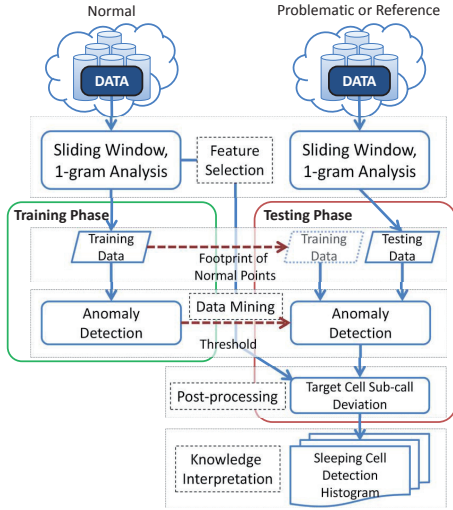 Normal
Problematic or Reference
DATA
DATA
Sliding Window,
1-gram Analysis
Feature
Selection
Sliding Window,
1-gram Analysis
Training Phase
Testing Phase
Training
Data
Footprint of
Normal Points
Training
Data
Testing
Data
Anomaly
Detection
Data Mining
Anomaly
Detection
Threshold
Post-processing
Target Cell Sub-call
Deviation
Knowledge
Interpretation
Sleeping Cell
Detection
Histogram